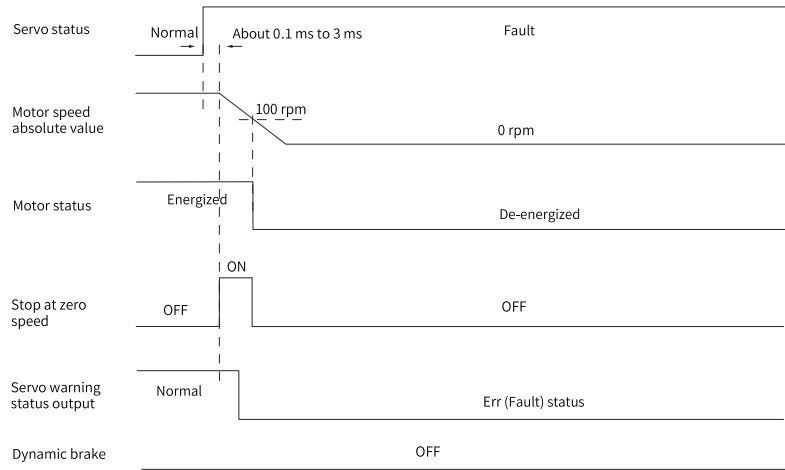 Servo status
Normal
About 0.1 ms to 3 ms
Fault
Motor speed
absolute value
100 rpm
0 rpm
Motor status
Energized
De-energized
Stop at zero
speed
OFF
ON
OFF
Servo warning
status output
Normal
Err (Fault) status
Dynamic brake
OFF